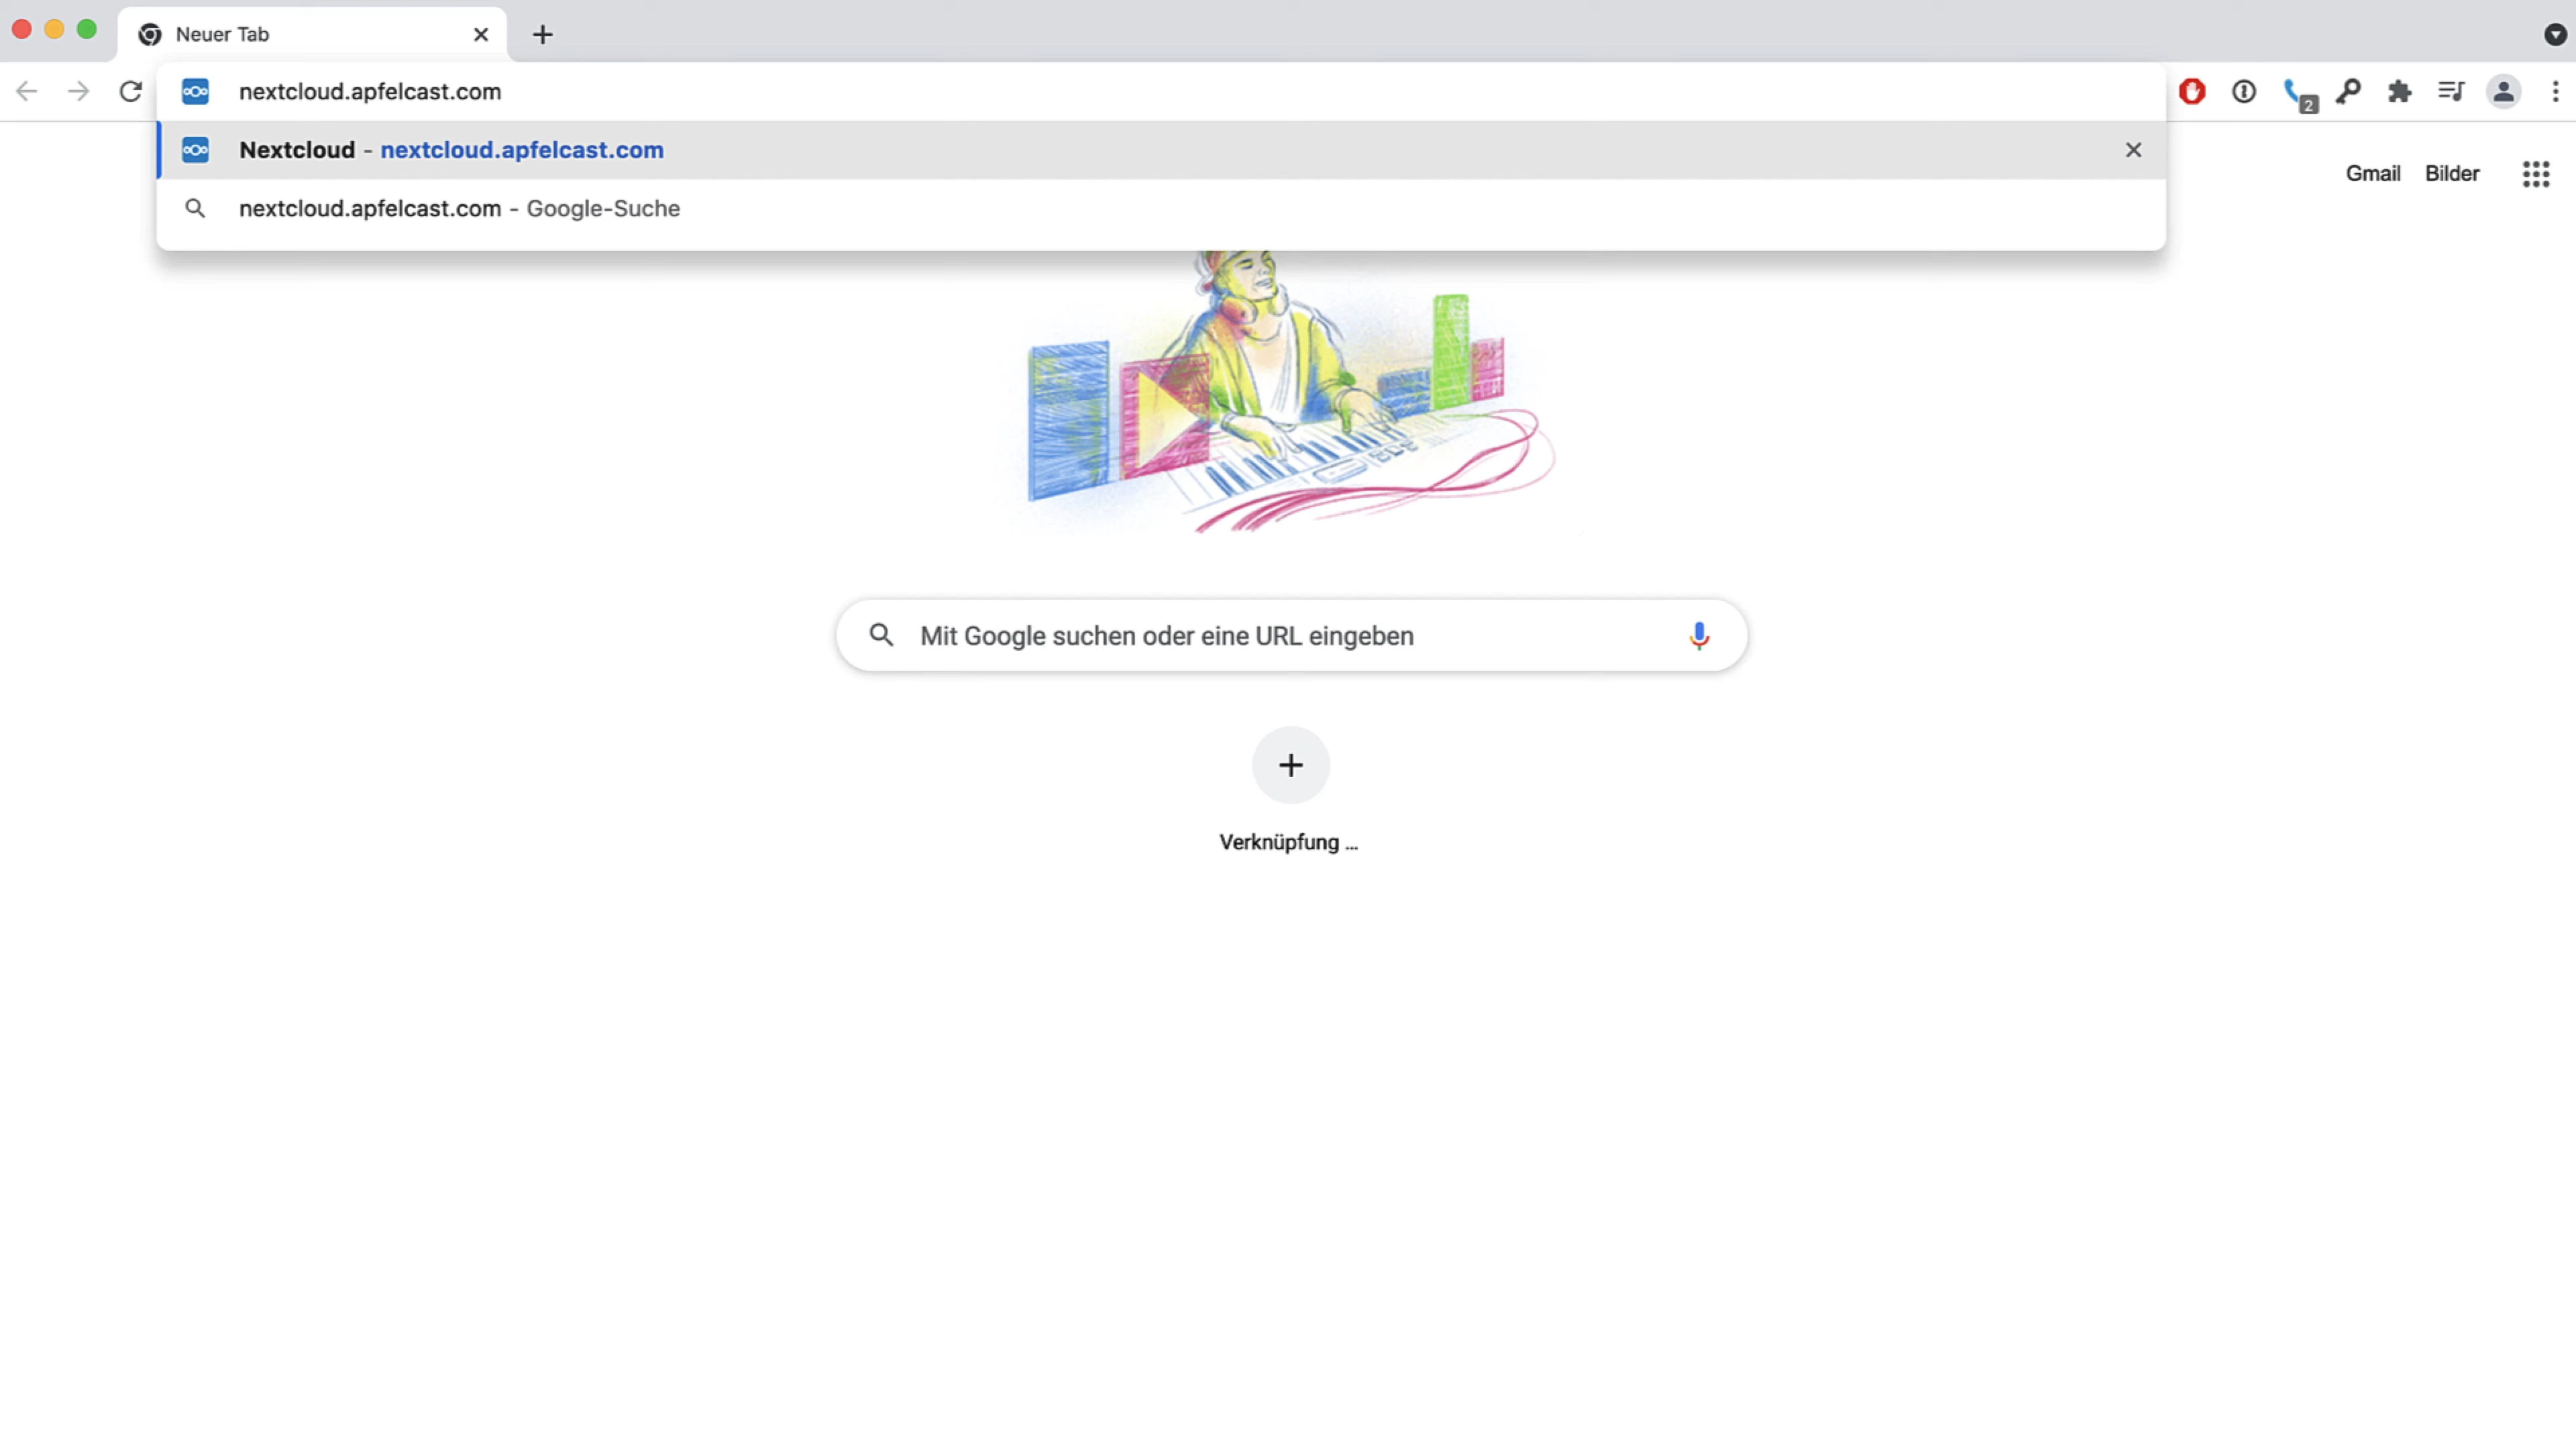 Neuer Tab
nextcloud.apfelcast.com
2
Nextcloud - nextcloud.apfelcast.com
Gmail Bilder
nextcloud.apfelcast.com - Google-Suche
Mit Google suchen oder eine URL eingeben
Verknüpfung ...